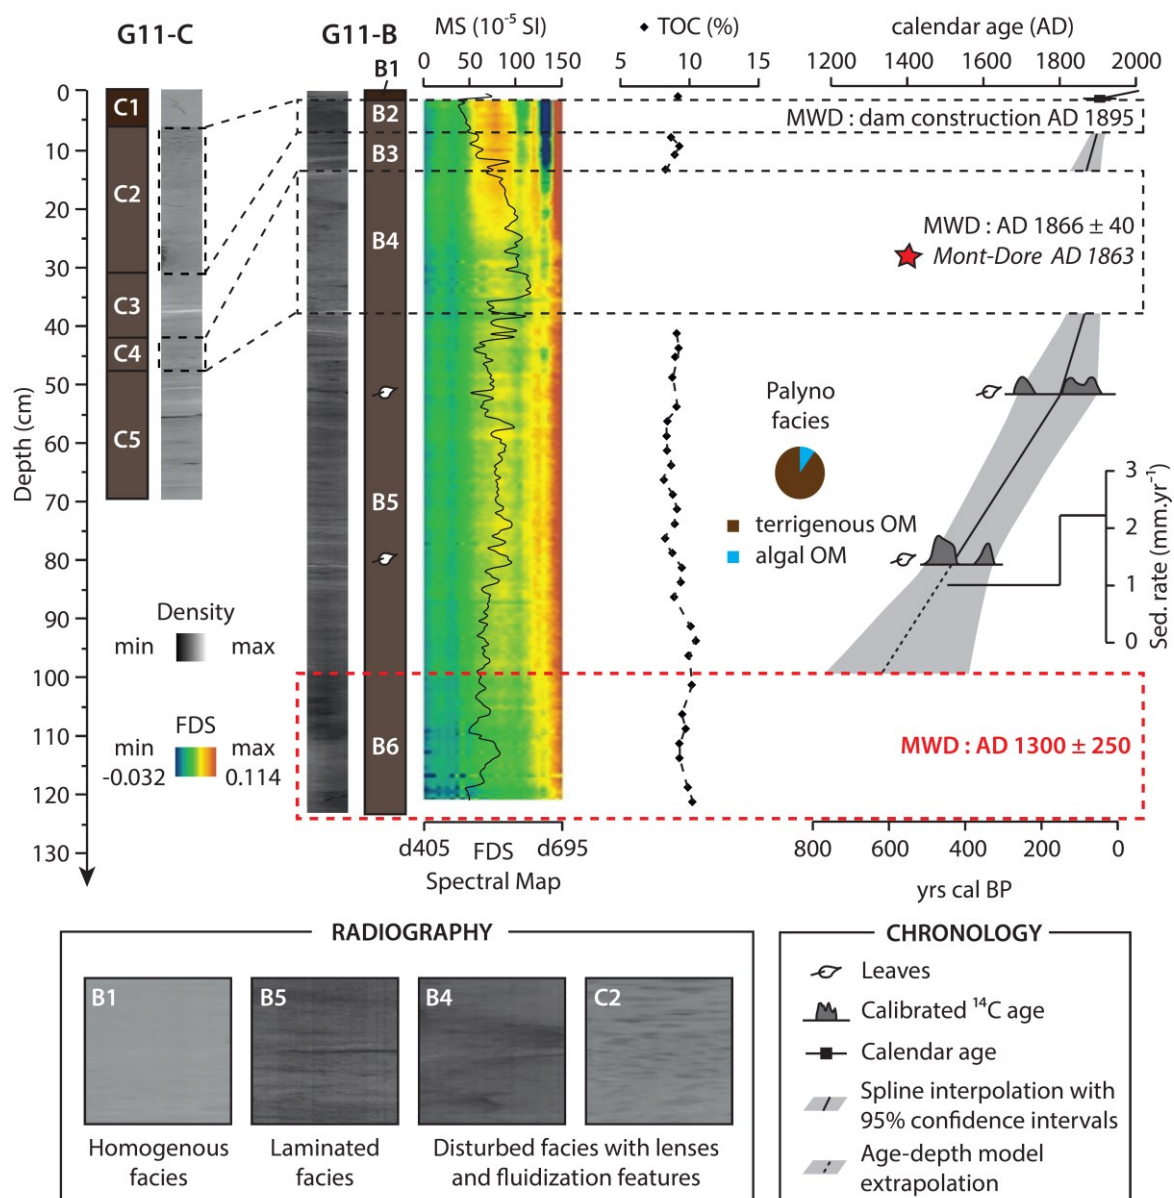 G11-C
G11-B
MS (10⁻⁵ SI)
TOC (%)
calendar age (AD)
0 50 100 150
5 10 15
1200 1400 1600 1800 2000
B1
0
10
20
30
40
50
60
70
80
90
100
110
120
130
Depth (cm)
C1
C2
C3
C4
C5
B2
B3
B4
B5
B6
MWD : dam construction AD 1895
MWD : AD 1866 ± 40
Mont-Dore AD 1863
Palyno
facies
terrigenous OM
algal OM
3
2
1
0
Sed. rate (mm.yr⁻¹)
Density
min max
FDS
min max
-0.032 0.114
MWD : AD 1300 ± 250
d405 FDS d695
Spectral Map
800 600 400 200 0
yrs cal BP
RADIOGRAPHY
B1
B5
B4
C2
Homogenous
facies
Laminated
facies
Disturbed facies with lenses
and fluidization features
CHRONOLOGY
Leaves
Calibrated ¹⁴C age
Calendar age
Spline interpolation with
95% confidence intervals
Age-depth model
extrapolation